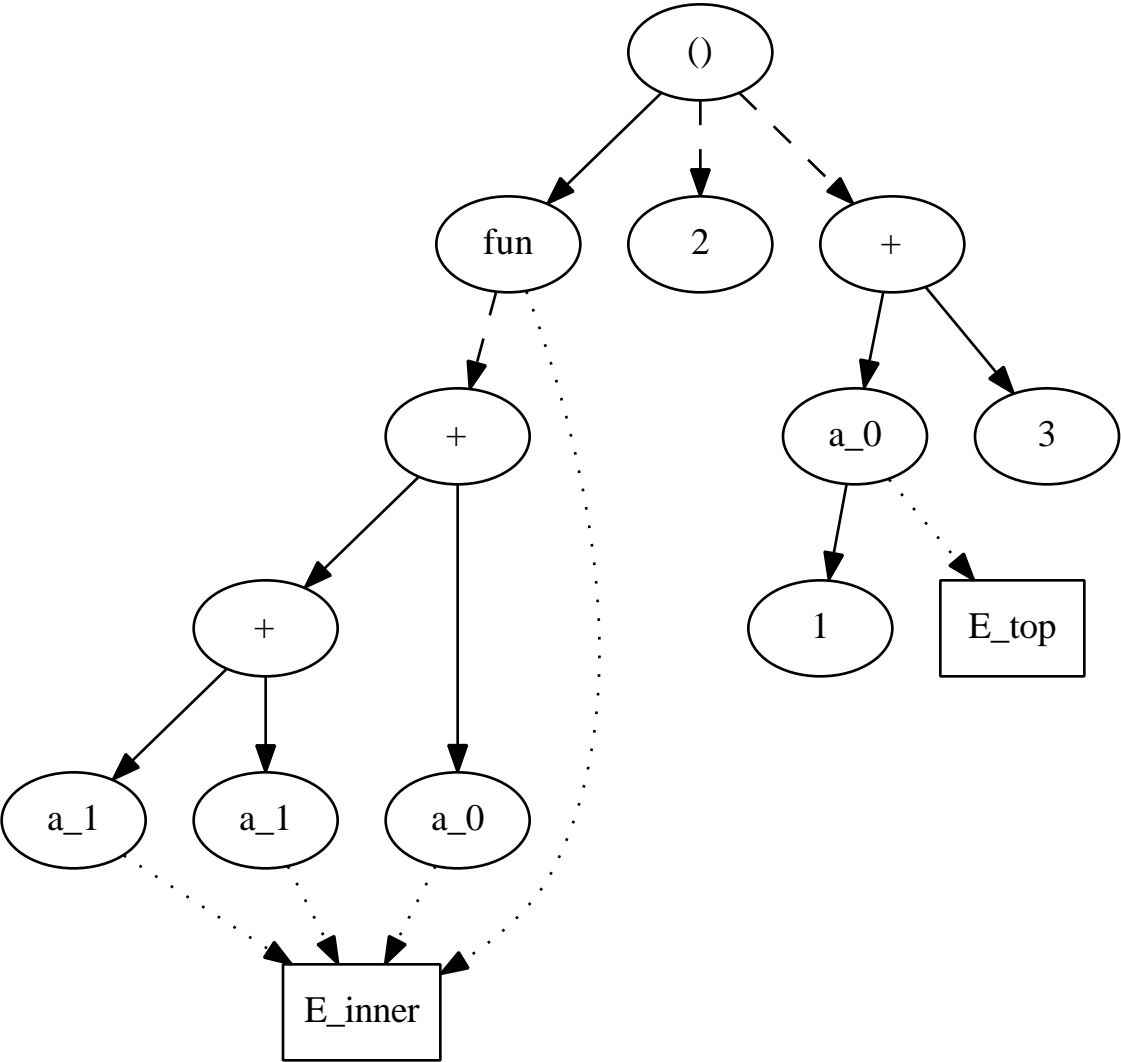 ()
fun
2
+
+
a_0
3
+
1
E_top
a_1
a_1
a_0
E_inner